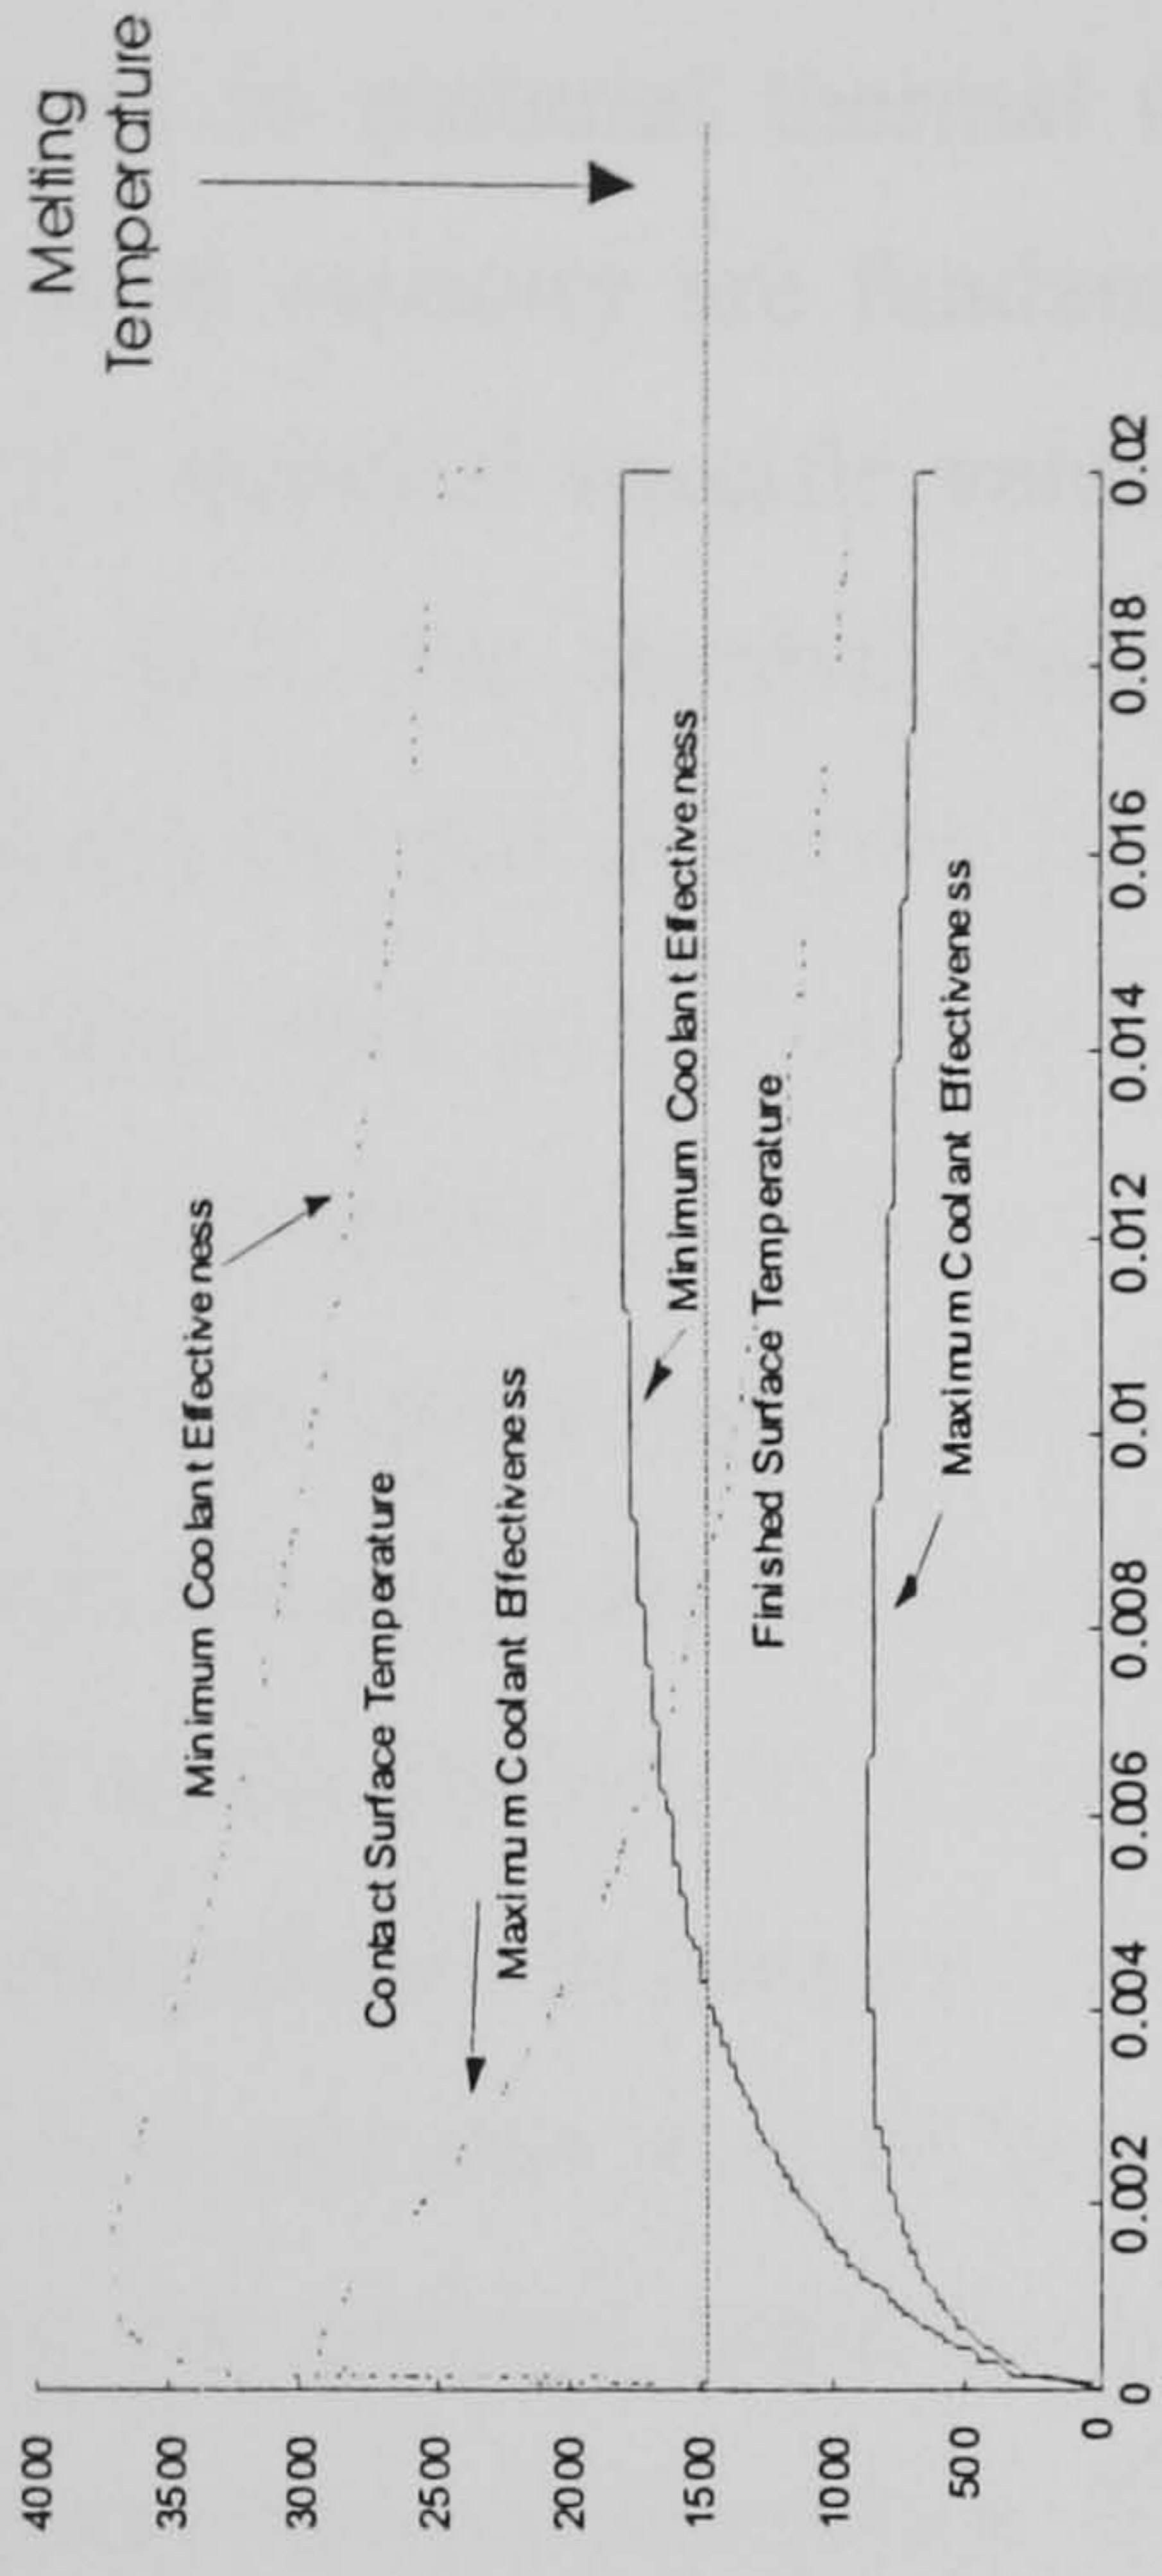 Melting
Temperature
4000
3500
3000
2500
2000
1500
1000
500
0
Minimum Coolant Effectiveness
Contact Surface Temperature
Maximum Coolant Effectiveness
Minimum Coolant Effectiveness
Finished Surface Temperature
Maximum Coolant Effectiveness
0
0.002
0.004
0.006
0.008
0.01
0.012
0.014
0.016
0.018
0.02